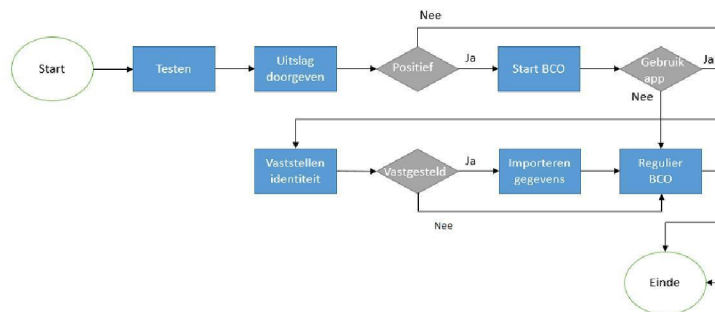 Nee
Start
Testen
Uitslag
doorgeven
Positief
Ja
Start BCO
Gebruik
app
Ja
Nee
Vaststellen
identiteit
Vastgesteld
Ja
Importeren
gegevens
Regulier
BCO
Nee
Einde